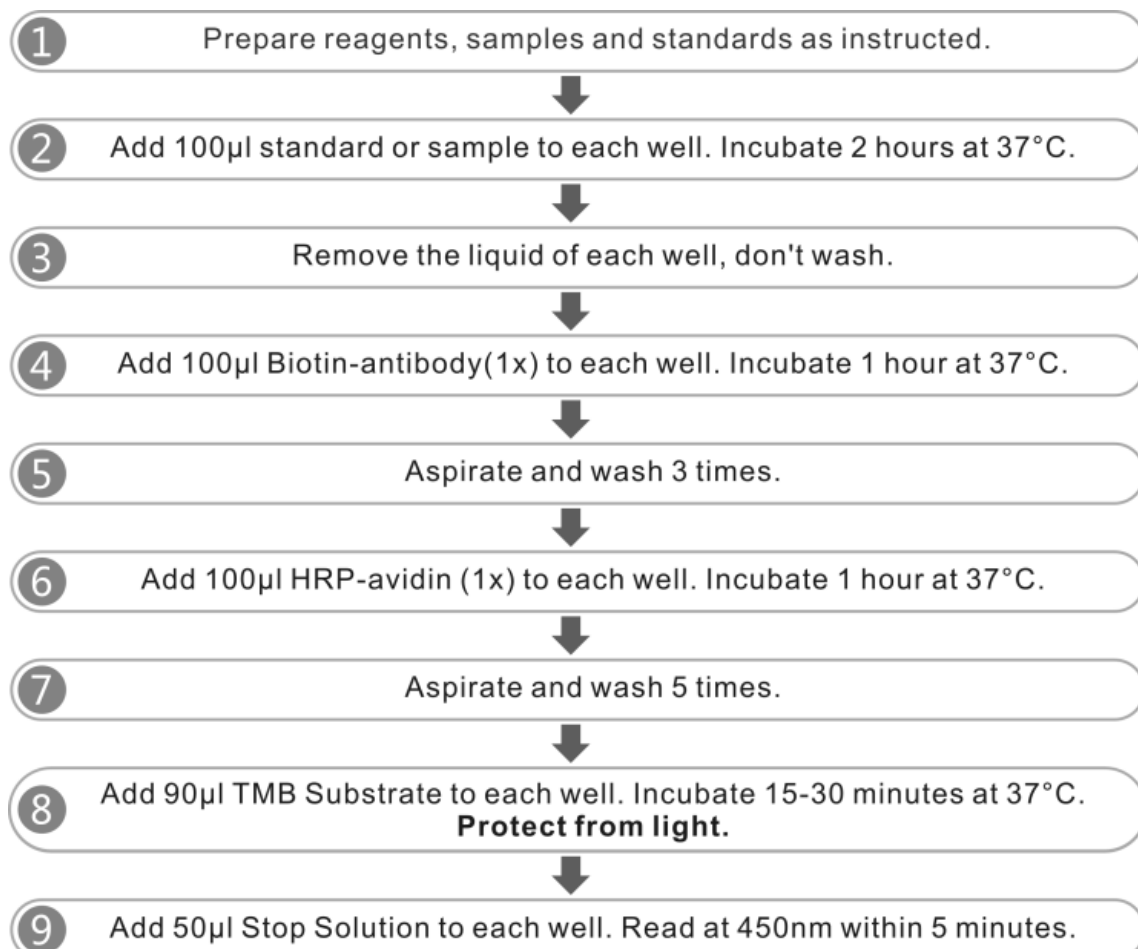 1 Prepare reagents, samples and standards as instructed.
2 Add 100µl standard or sample to each well. Incubate 2 hours at 37°C.
3 Remove the liquid of each well, don't wash.
4 Add 100µl Biotin-antibody(1x) to each well. Incubate 1 hour at 37°C.
5 Aspirate and wash 3 times.
6 Add 100µl HRP-avidin (1x) to each well. Incubate 1 hour at 37°C.
7 Aspirate and wash 5 times.
8 Add 90µl TMB Substrate to each well. Incubate 15-30 minutes at 37°C.
Protect from light.
9 Add 50µl Stop Solution to each well. Read at 450nm within 5 minutes.